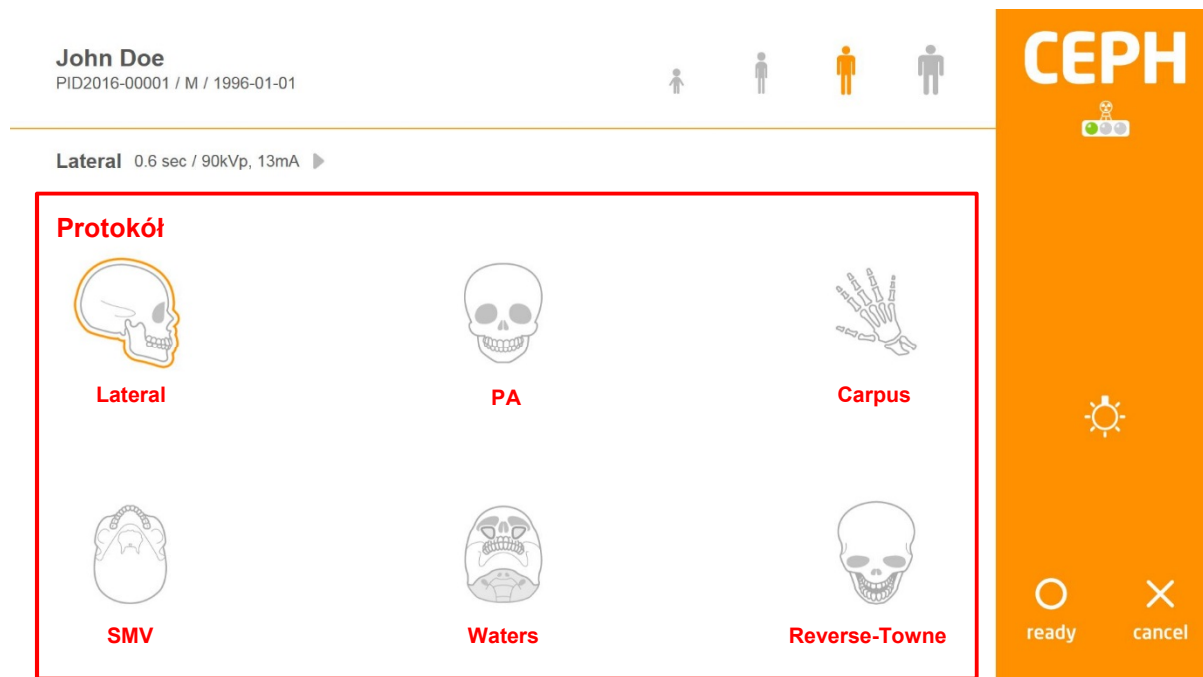 John Doe
PID2016-00001 / M / 1996-01-01
CEPH
Lateral 0.6 sec / 90kVp, 13mA
Protokół
Lateral
PA
Carpus
SMV
Waters
Reverse-Towne
ready
cancel